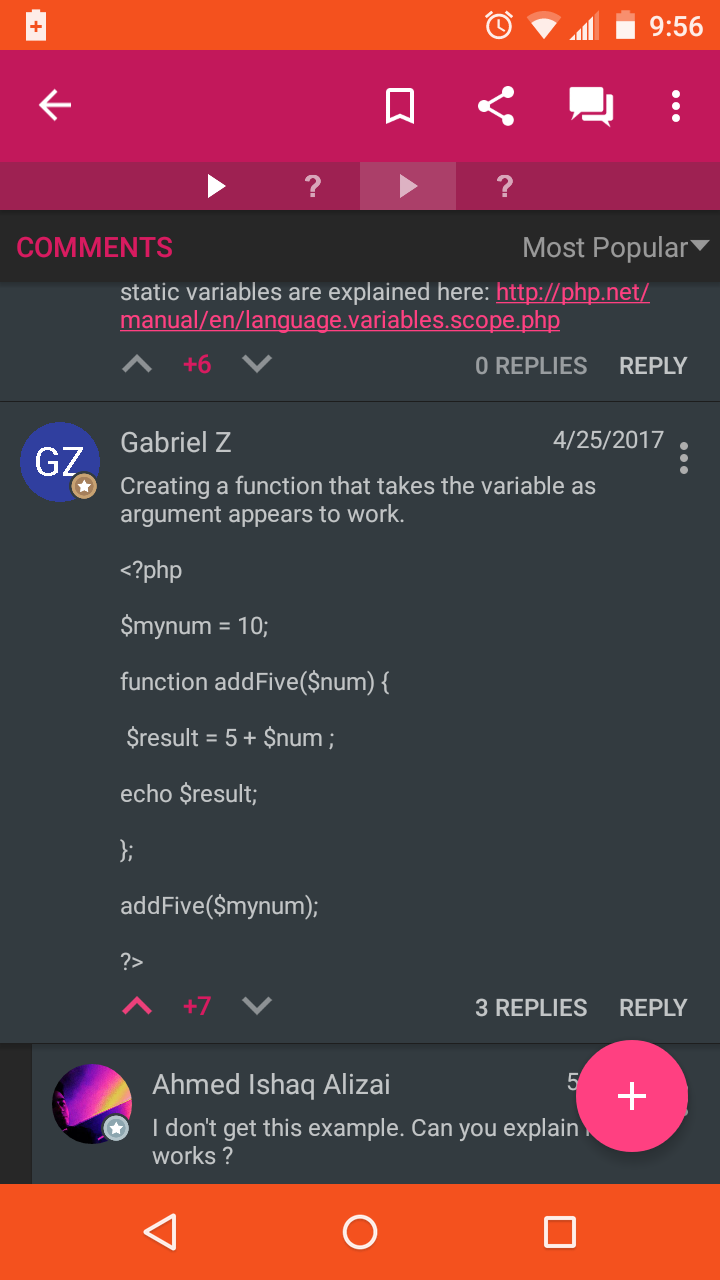 9:56
? ?
COMMENTS Most Popular
static variables are explained here: http://php.net/
manual/en/language.variables.scope.php
+6 0 REPLIES REPLY
GZ
Gabriel Z 4/25/2017
Creating a function that takes the variable as
argument appears to work.
<?php
$mynum = 10;
function addFive($num) {
$result = 5 + $num ;
echo $result;
};
addFive($mynum);
?>
+7 3 REPLIES REPLY
Ahmed Ishaq Alizai 5
I don't get this example. Can you explain
works ?